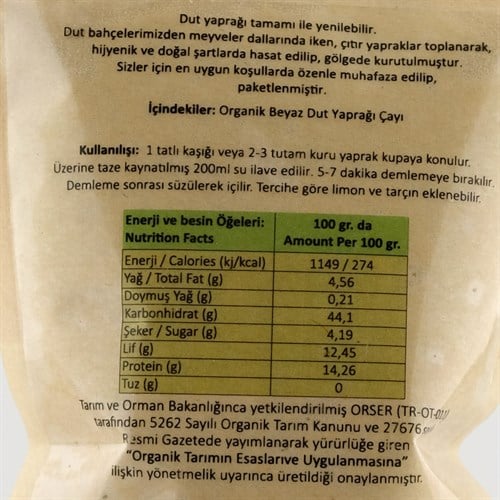 Dut yaprağı tamamı ile yenilebilir.
Dut bahçelerimizden meyveler dallarında iken, çıtır yapraklar toplanarak,
hijyenik ve doğal şartlarda hasat edilip, gölgede kurutulmuştur.
Sizler için en uygun koşullarda özenle muhafaza edilip,
paketlenmiştir.
İçindekiler: Organik Beyaz Dut Yaprağı Çayı
Kullanılışı: 1 tatlı kaşığı veya 2-3 tutam kuru yaprak kupaya konulur.
Üzerine taze kaynatılmış 200ml su ilave edilir. 5-7 dakika demlemeye bırakılır.
Demleme sonrası süzülerek içilir. Tercihe göre limon ve tarçın eklenebilir.
Enerji ve besin Öğeleri: 100 gr. da
Nutrition Facts Amount Per 100 gr.
Enerji / Calories (kj/kcal) 1149 / 274
Yağ / Total Fat (g) 4,56
Doymuş Yağ (g) 0,21
Karbonhidrat (g) 44,1
Şeker / Sugar (g) 4,19
Lif (g) 12,45
Protein (g) 14,26
Tuz (g) 0
Tarım ve Orman Bakanlığınca yetkilendirilmiş ORSER
tarafından 5262 Sayılı Organik Tarım Kanunu ve 27676
Resmi Gazetede yayımlanarak yürürlüğe giren
"Organik Tarımın Esasları ve Uygulanmasına"
ilişkin yönetmelik uyarınca üretildiği onaylanmıştır.